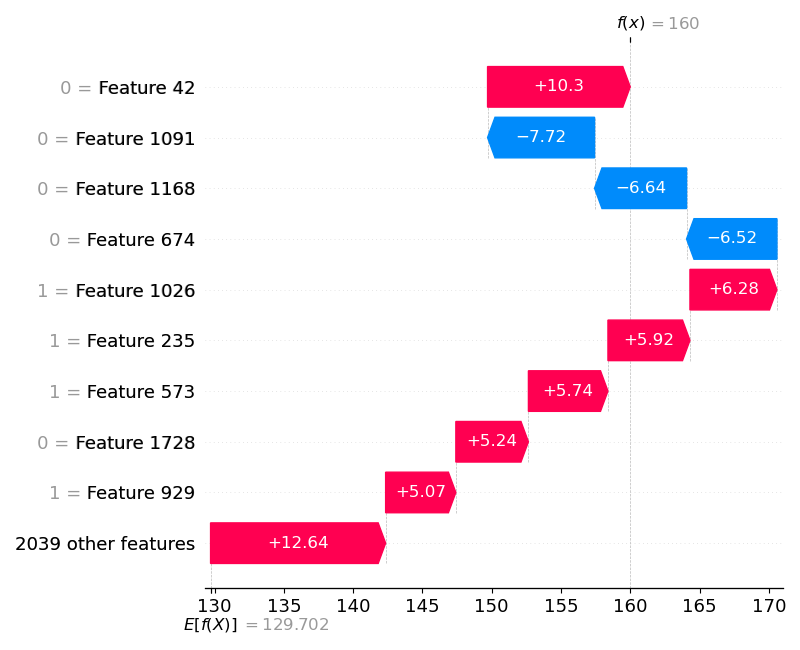 f(x) = 160
0 = Feature 42 +10.3
0 = Feature 1091 −7.72
0 = Feature 1168 −6.64
0 = Feature 674 −6.52
1 = Feature 1026 +6.28
1 = Feature 235 +5.92
1 = Feature 573 +5.74
0 = Feature 1728 +5.24
1 = Feature 929 +5.07
2039 other features +12.64
130 135 140 145 150 155 160 165 170
E[f(X)] = 129.702